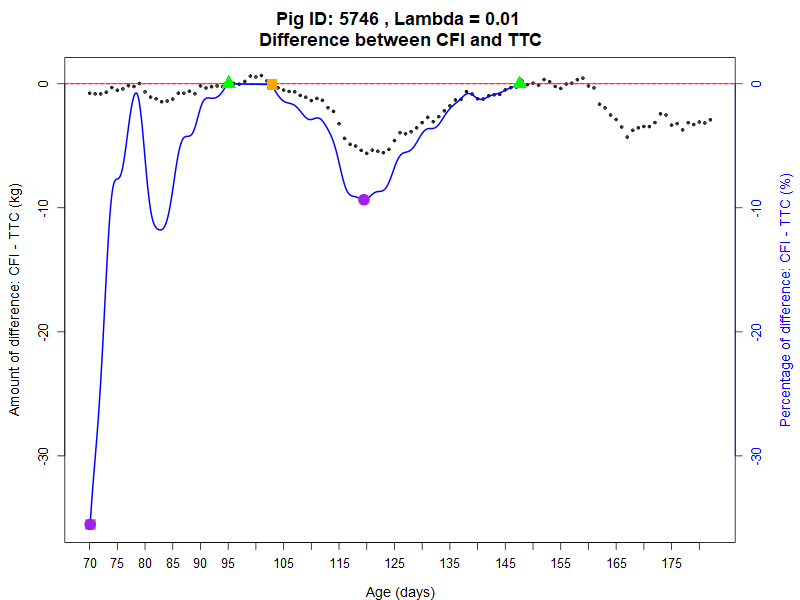 Pig ID: 5746 , Lambda = 0.01
Difference between CFI and TTC
Amount of difference: CFI - TTC (kg)
0
-10
-20
-30
0
-10
-20
-30
Percentage of difference: CFI - TTC (%)
70 75 80 85 90 95 105 115 125 135 145 155 165 175
Age (days)